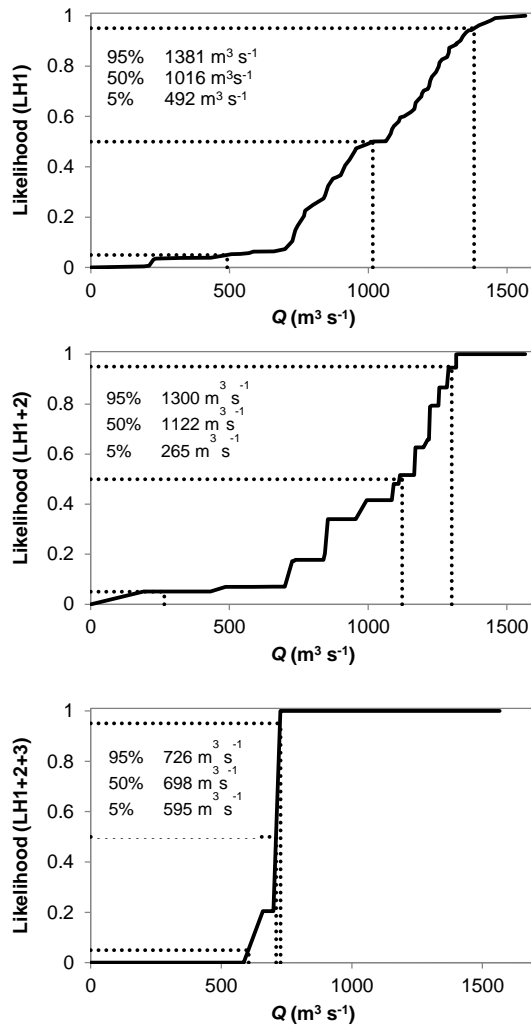 Likelihood (LH1)
1
0.8
0.6
0.4
0.2
0
95% 1381 m³ s⁻¹
50% 1016 m³s⁻¹
5% 492 m³ s⁻¹
0 500 1000 1500
Q (m³ s⁻¹)
Likelihood (LH1+2)
1
0.8
0.6
0.4
0.2
0
95% 1300 m³ s⁻¹
50% 1122 m³ s⁻¹
5% 265 m³ s⁻¹
0 500 1000 1500
Q (m³ s⁻¹)
Likelihood (LH1+2+3)
1
0.8
0.6
0.4
0.2
0
95% 726 m³ s⁻¹
50% 698 m³ s⁻¹
5% 595 m³ s⁻¹
0 500 1000 1500
Q (m³ s⁻¹)